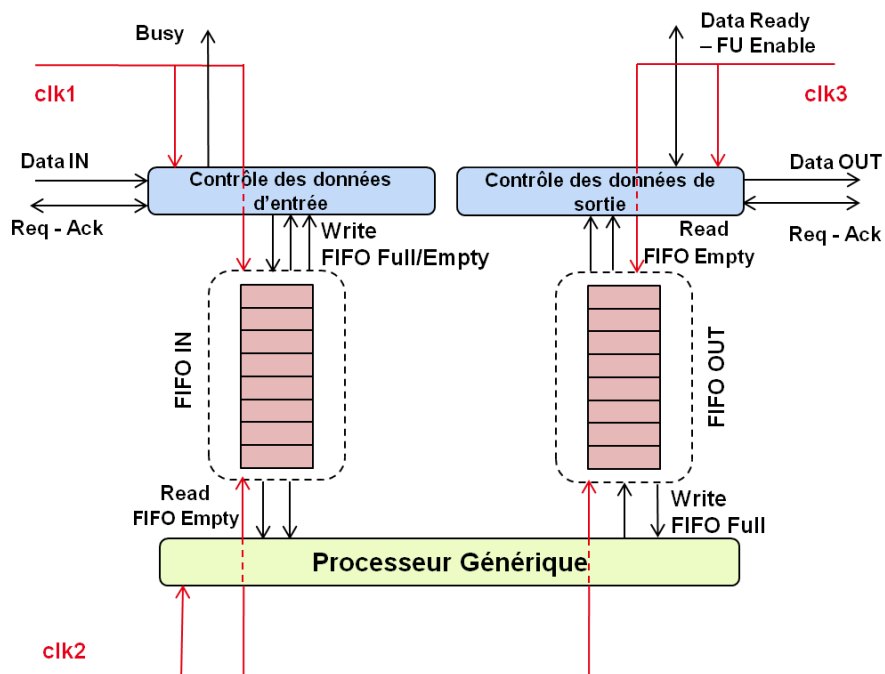 Busy
Data Ready
– FU Enable
clk1
clk3
Data IN
Contrôle des données
d'entrée
Contrôle des données de
sortie
Data OUT
Req - Ack
Req - Ack
Write
FIFO Full/Empty
Read
FIFO Empty
FIFO IN
FIFO OUT
Read
FIFO Empty
Write
FIFO Full
Processeur Générique
clk2